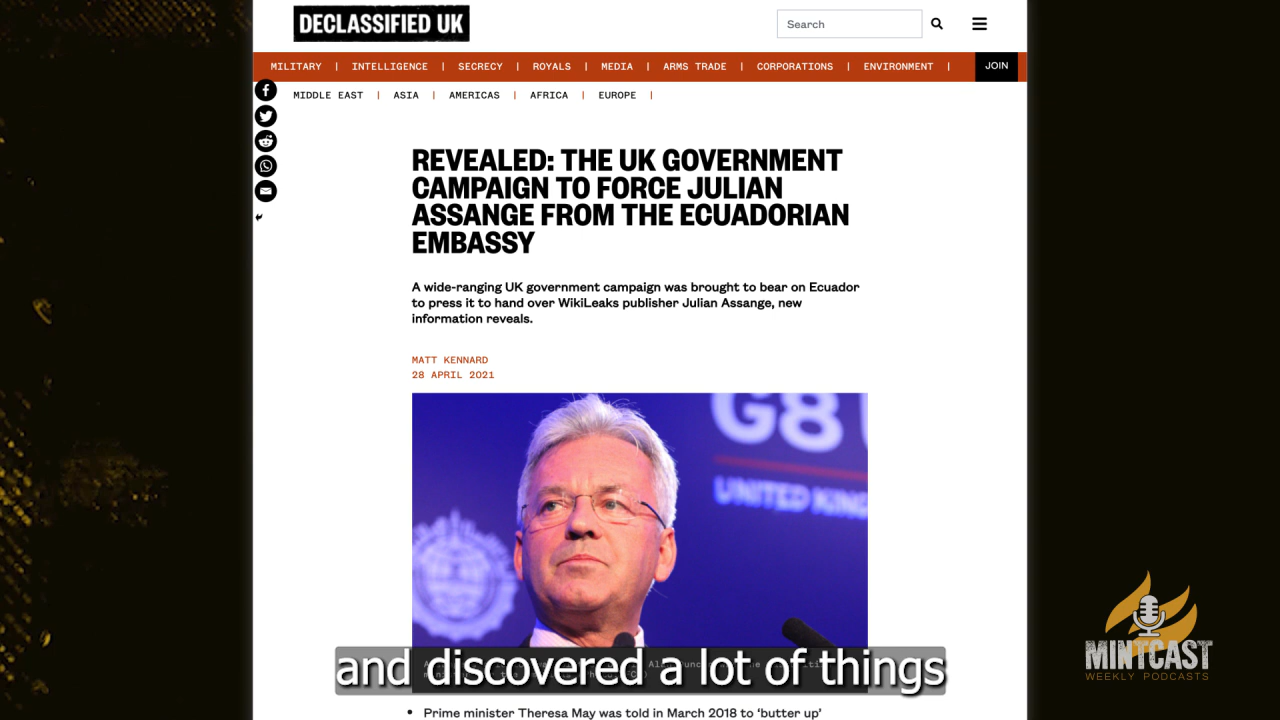 DECLASSIFIED UK
Search
MILITARY | INTELLIGENCE | SECRECY | ROYALS | MEDIA | ARMS TRADE | CORPORATIONS | ENVIRONMENT |
JOIN
MIDDLE EAST | ASIA | AMERICAS | AFRICA | EUROPE |
REVEALED: THE UK GOVERNMENT
CAMPAIGN TO FORCE JULIAN
ASSANGE FROM THE ECUADORIAN
EMBASSY
A wide-ranging UK government campaign was brought to bear on Ecuador
to press it to hand over WikiLeaks publisher Julian Assange, new
information reveals.
MATT KENNARD
28 APRIL 2021
G8
UNITED
and discovered a lot of things
• Prime minister Theresa May was told in March 2018 to ‘butter up’
MINTCAST
WEEKLY PODCASTS